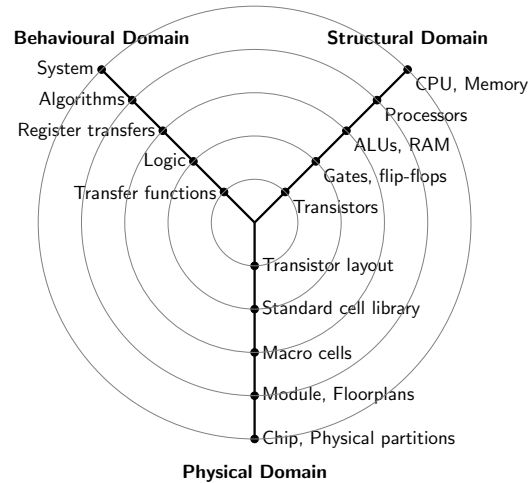 Behavioural Domain
Structural Domain
System
CPU, Memory
Algorithms
Processors
Register transfers
ALUs, RAM
Logic
Gates, flip-flops
Transfer functions
Transistors
Transistor layout
Standard cell library
Macro cells
Module, Floorplans
Chip, Physical partitions
Physical Domain